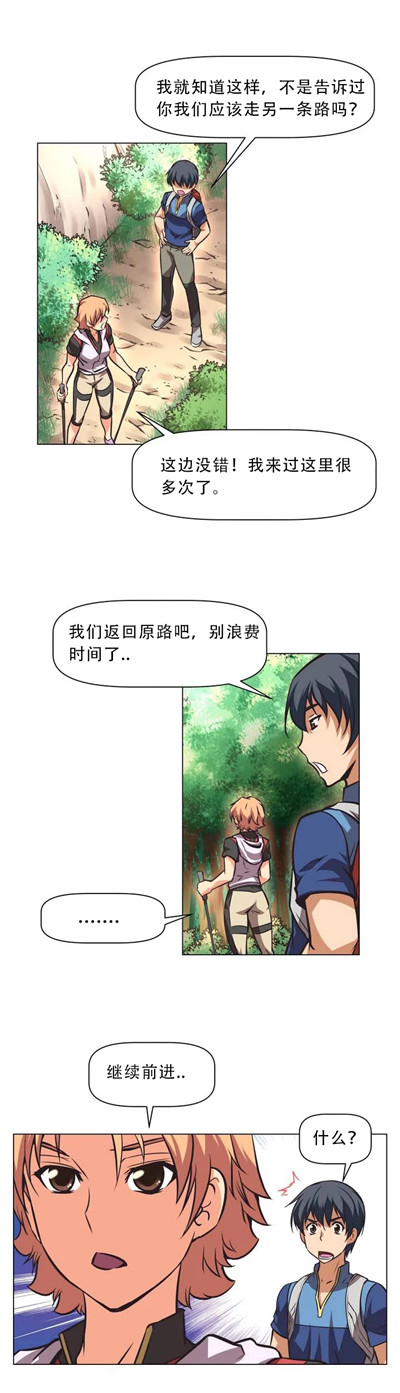 我就知道这样，不是告诉过
你我们应该走另一条路吗？
这边没错！我来过这里很
多次了。
我们返回原路吧，别浪费
时间了..
.......
继续前进..
什么？